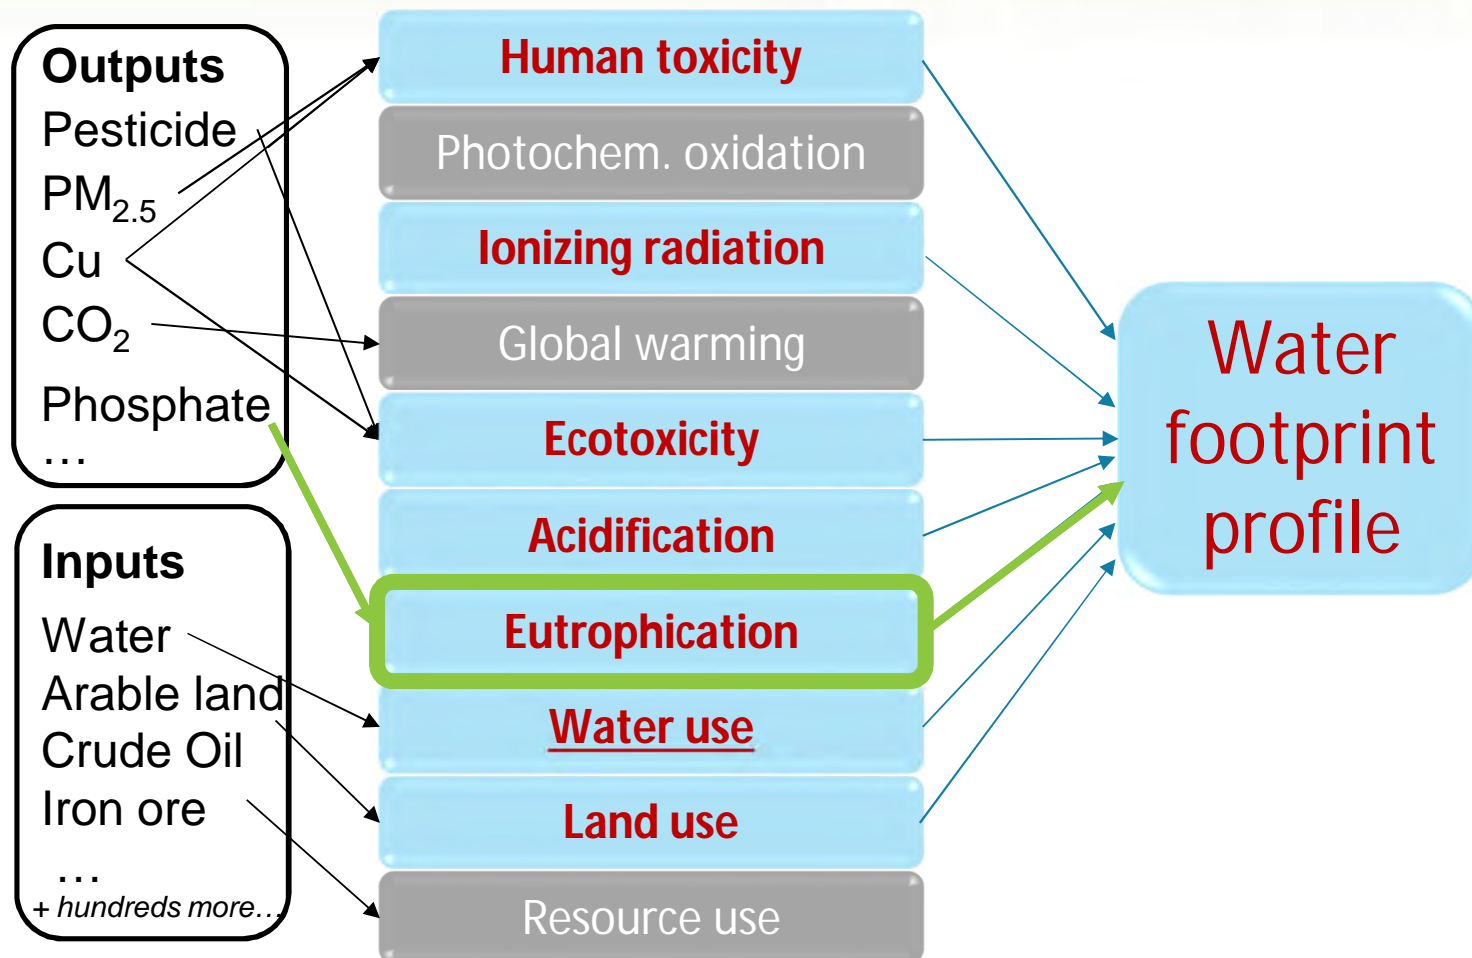 Outputs
Pesticide
PM2.5
Cu
CO2
Phosphate
…
Inputs
Water
Arable land
Crude Oil
Iron ore
…
+ hundreds more…
Human toxicity
Photochem. oxidation
Ionizing radiation
Global warming
Ecotoxicity
Acidification
Eutrophication
Water use
Land use
Resource use
Water
footprint
profile